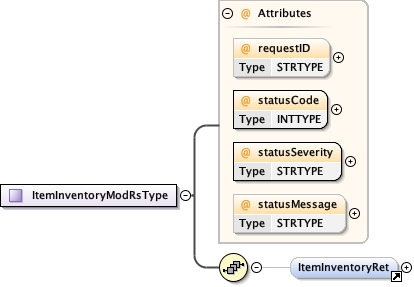 @ Attributes
@ requestID
Type STRTYPE
@ statusCode
Type INTTYPE
@ statusSeverity
Type STRTYPE
ItemInventoryModRsType
@ statusMessage
Type STRTYPE
ItemInventoryRet